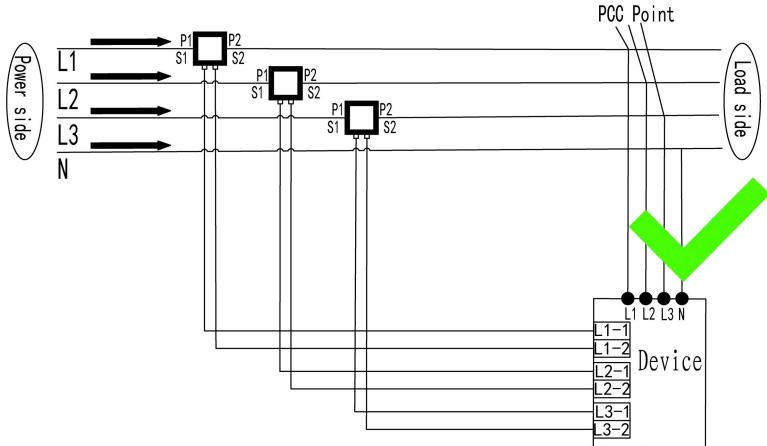 PCC Point
P1 P2
S1 S2
L1
P1 P2
S1 S2
L2
P1 P2
S1 S2
L3
N
Power side
Load side
L1 L2 L3 N
L1-1
L1-2
L2-1
L2-2
L3-1
L3-2
Device